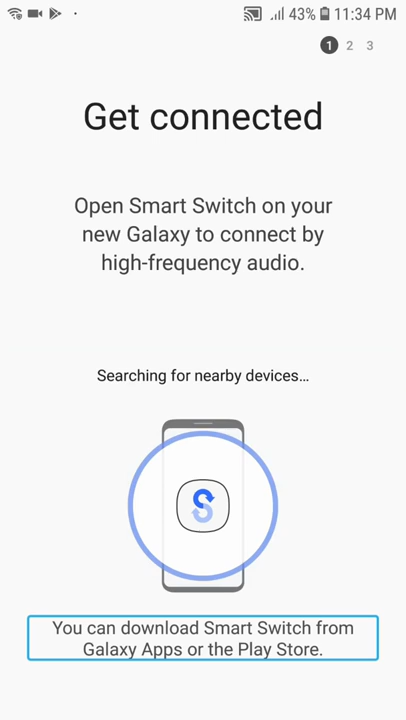 43% 11:34 PM
1 2 3
Get connected
Open Smart Switch on your
new Galaxy to connect by
high-frequency audio.
Searching for nearby devices...
You can download Smart Switch from
Galaxy Apps or the Play Store.